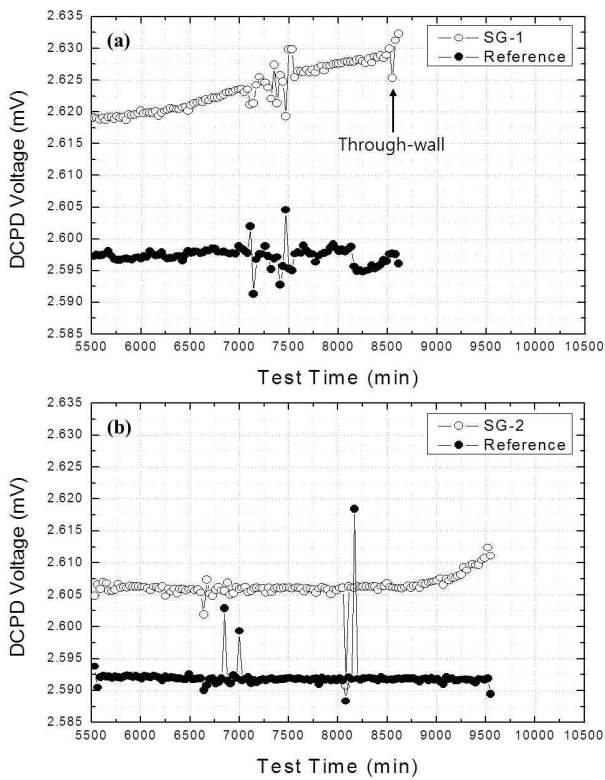 (a)
SG-1
Reference
Through-wall
DCPD Voltage (mV)
2.635
2.630
2.625
2.620
2.615
2.610
2.605
2.600
2.595
2.590
2.585
5500 6000 6500 7000 7500 8000 8500 9000 9500 10000 10500
Test Time (min)
(b)
SG-2
Reference
DCPD Voltage (mV)
2.635
2.630
2.625
2.620
2.615
2.610
2.605
2.600
2.595
2.590
2.585
5500 6000 6500 7000 7500 8000 8500 9000 9500 10000 10500
Test Time (min)